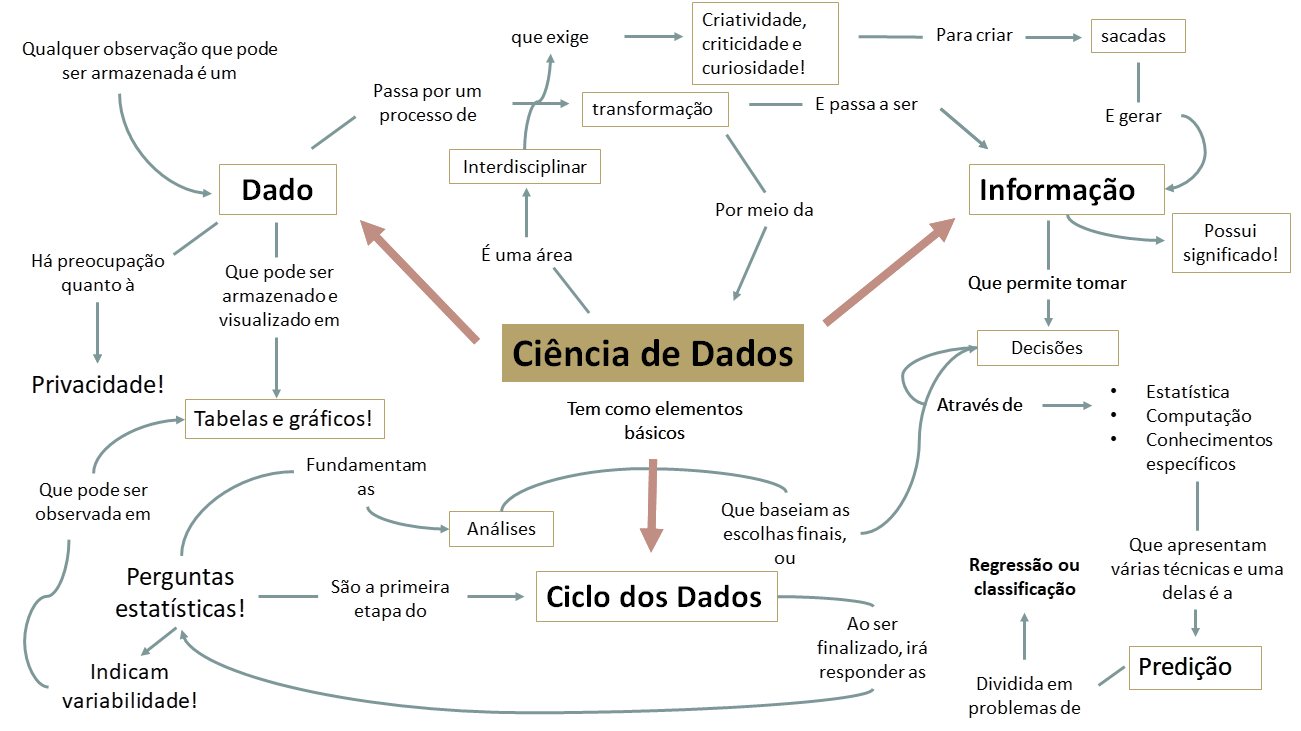 Qualquer observação que pode
ser armazenada é um
que exige
Criatividade,
criticidade e
curiosidade!
Para criar
sacadas
Passa por um
processo de
transformação
E passa a ser
E gerar
Interdisciplinar
Dado
Informação
Por meio da
Possui
significado!
Há preocupação
quanto à
Que pode ser
armazenado e
visualizado em
É uma área
Que permite tomar
Ciência de Dados
Decisões
Privacidade!
Tabelas e gráficos!
Tem como elementos
básicos
Através de
• Estatística
• Computação
• Conhecimentos
específicos
Fundamentam
as
Que pode ser
observada em
Análises
Que baseiam as
escolhas finais,
ou
Que apresentam
várias técnicas e uma
delas é a
Regressão ou
classificação
Perguntas
estatísticas!
São a primeira
etapa do
Ciclo dos Dados
Ao ser
finalizado, irá
responder as
Predição
Indicam
variabilidade!
Dividida em
problemas de